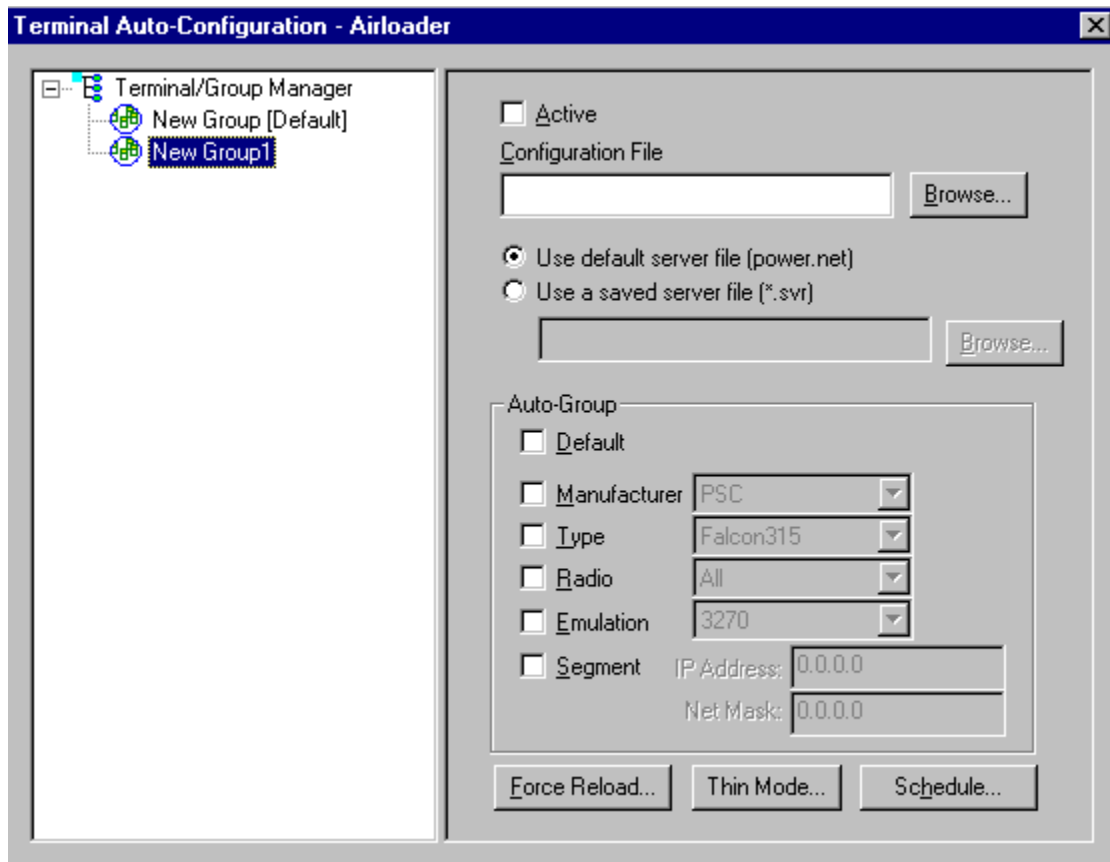 Terminal Auto-Configuration - Airloader
Terminal/Group Manager
New Group [Default]
New Group1
Active
Configuration File
Browse...
Use default server file (power.net)
Use a saved server file (*.svr)
Browse...
Auto-Group
Default
Manufacturer PSC
Type Falcon315
Radio All
Emulation 3270
Segment IP Address: 0.0.0.0
Net Mask: 0.0.0.0
Force Reload... Thin Mode... Schedule...